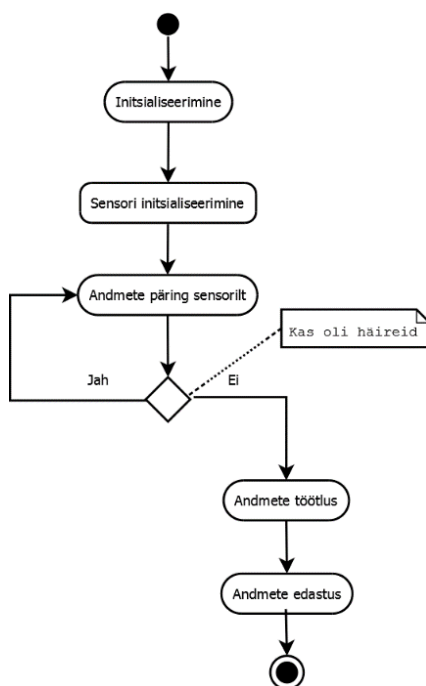 Initsialiseerimine
Sensori initsialiseerimine
Andmete päring sensorilt
Kas oli häireid
Jah
Ei
Andmete töötlus
Andmete edastus